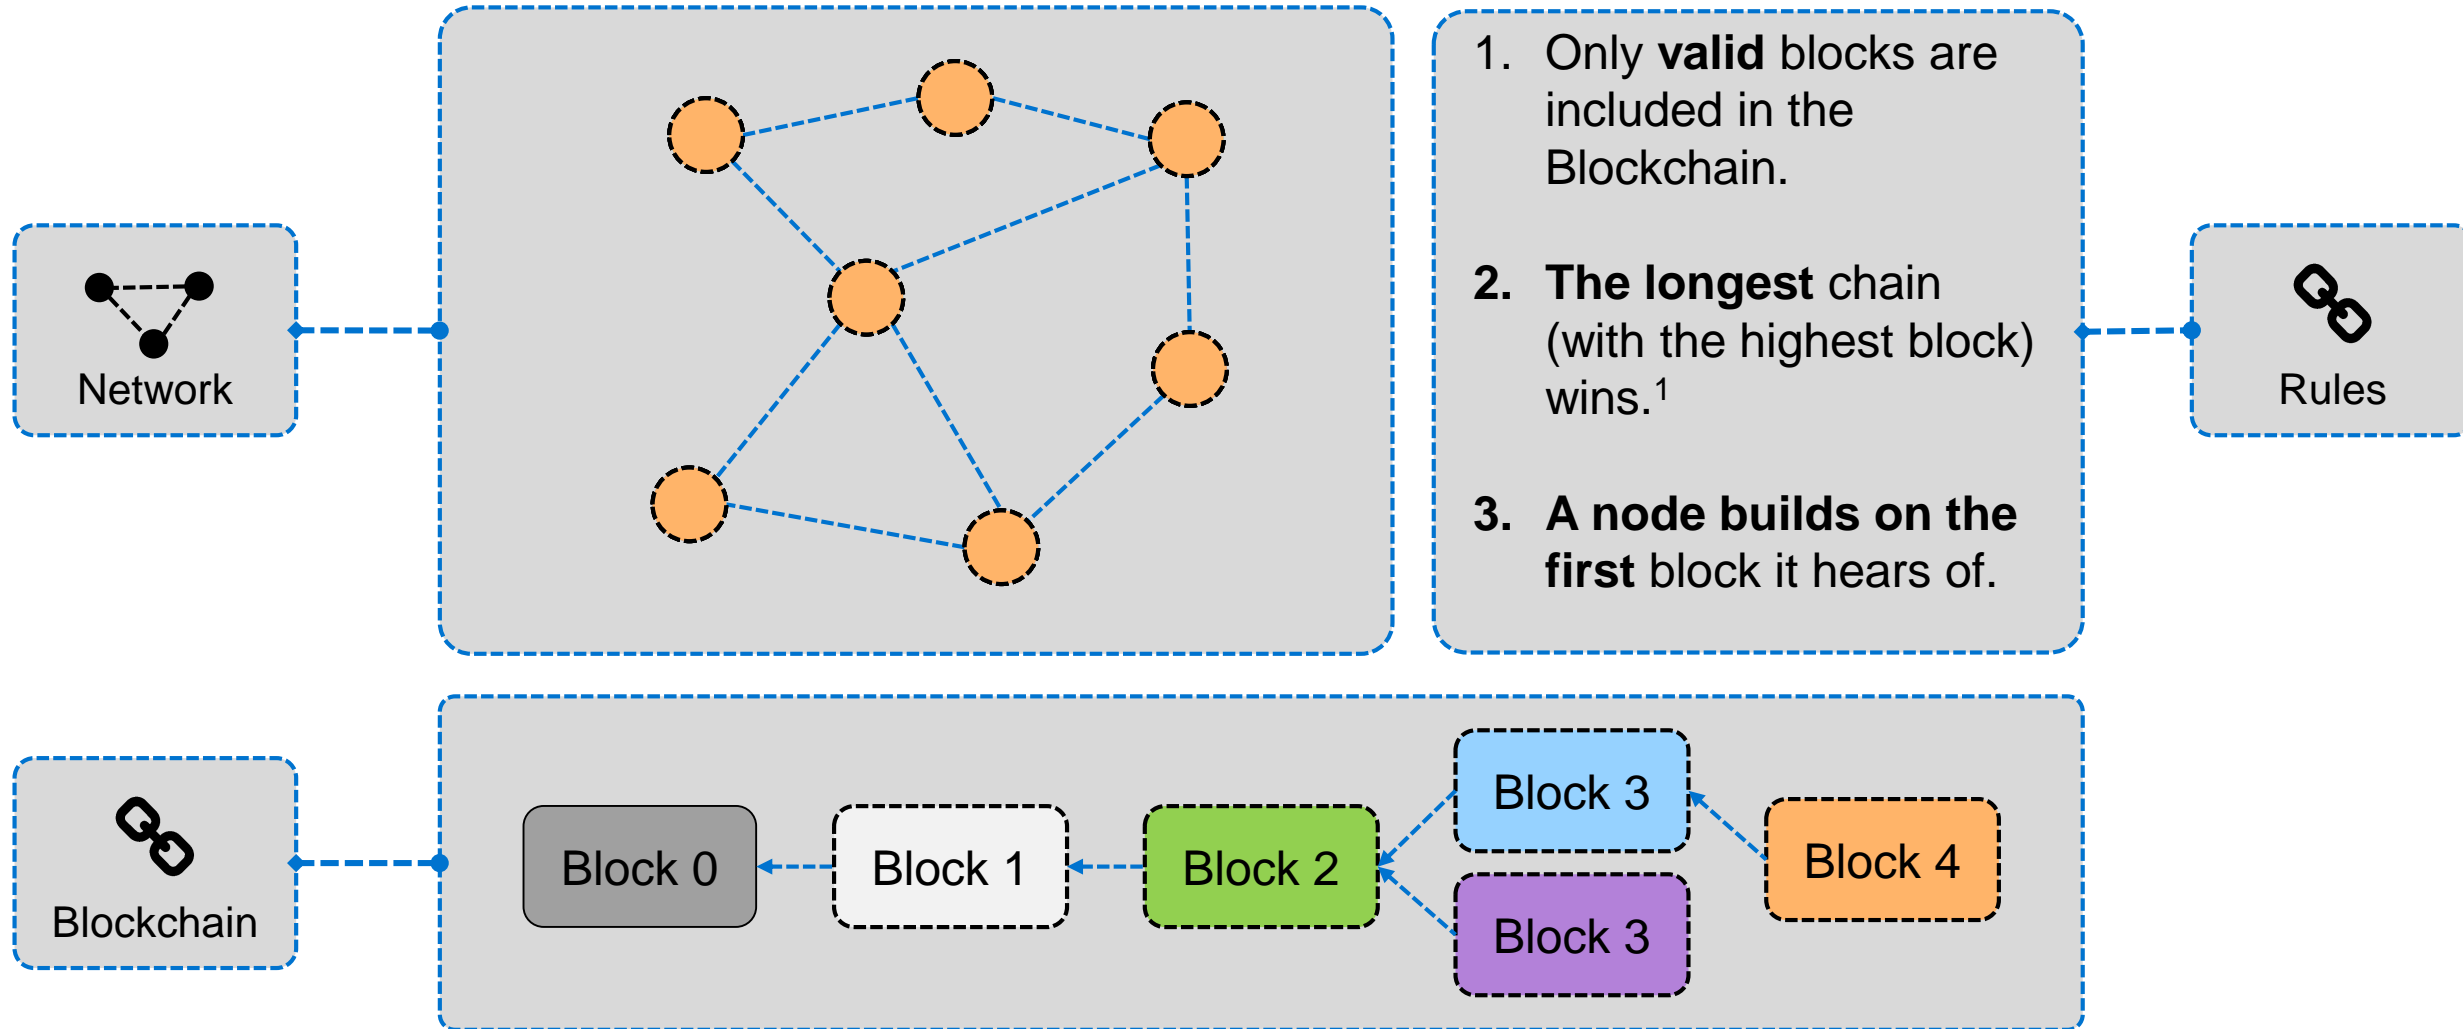 Network
1. Only valid blocks are
included in the
Blockchain.
2. The longest chain
(with the highest block)
wins.¹
3. A node builds on the
first block it hears of.
Rules
Blockchain
Block 0
Block 1
Block 2
Block 3
Block 3
Block 4